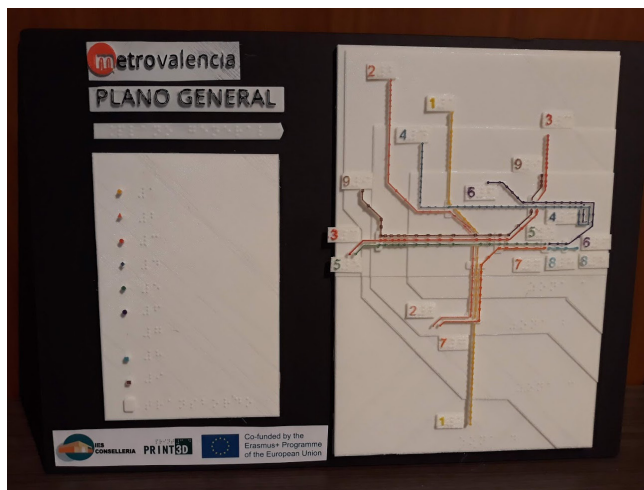 metrovalencia
PLANO GENERAL
2
1
3
4
9
6
9
4
3
5
6
5
7
8
8
2
7
1
IES
CONSELLERIA
PRINT3D
Co-funded by the
Erasmus+ Programme
of the European Union